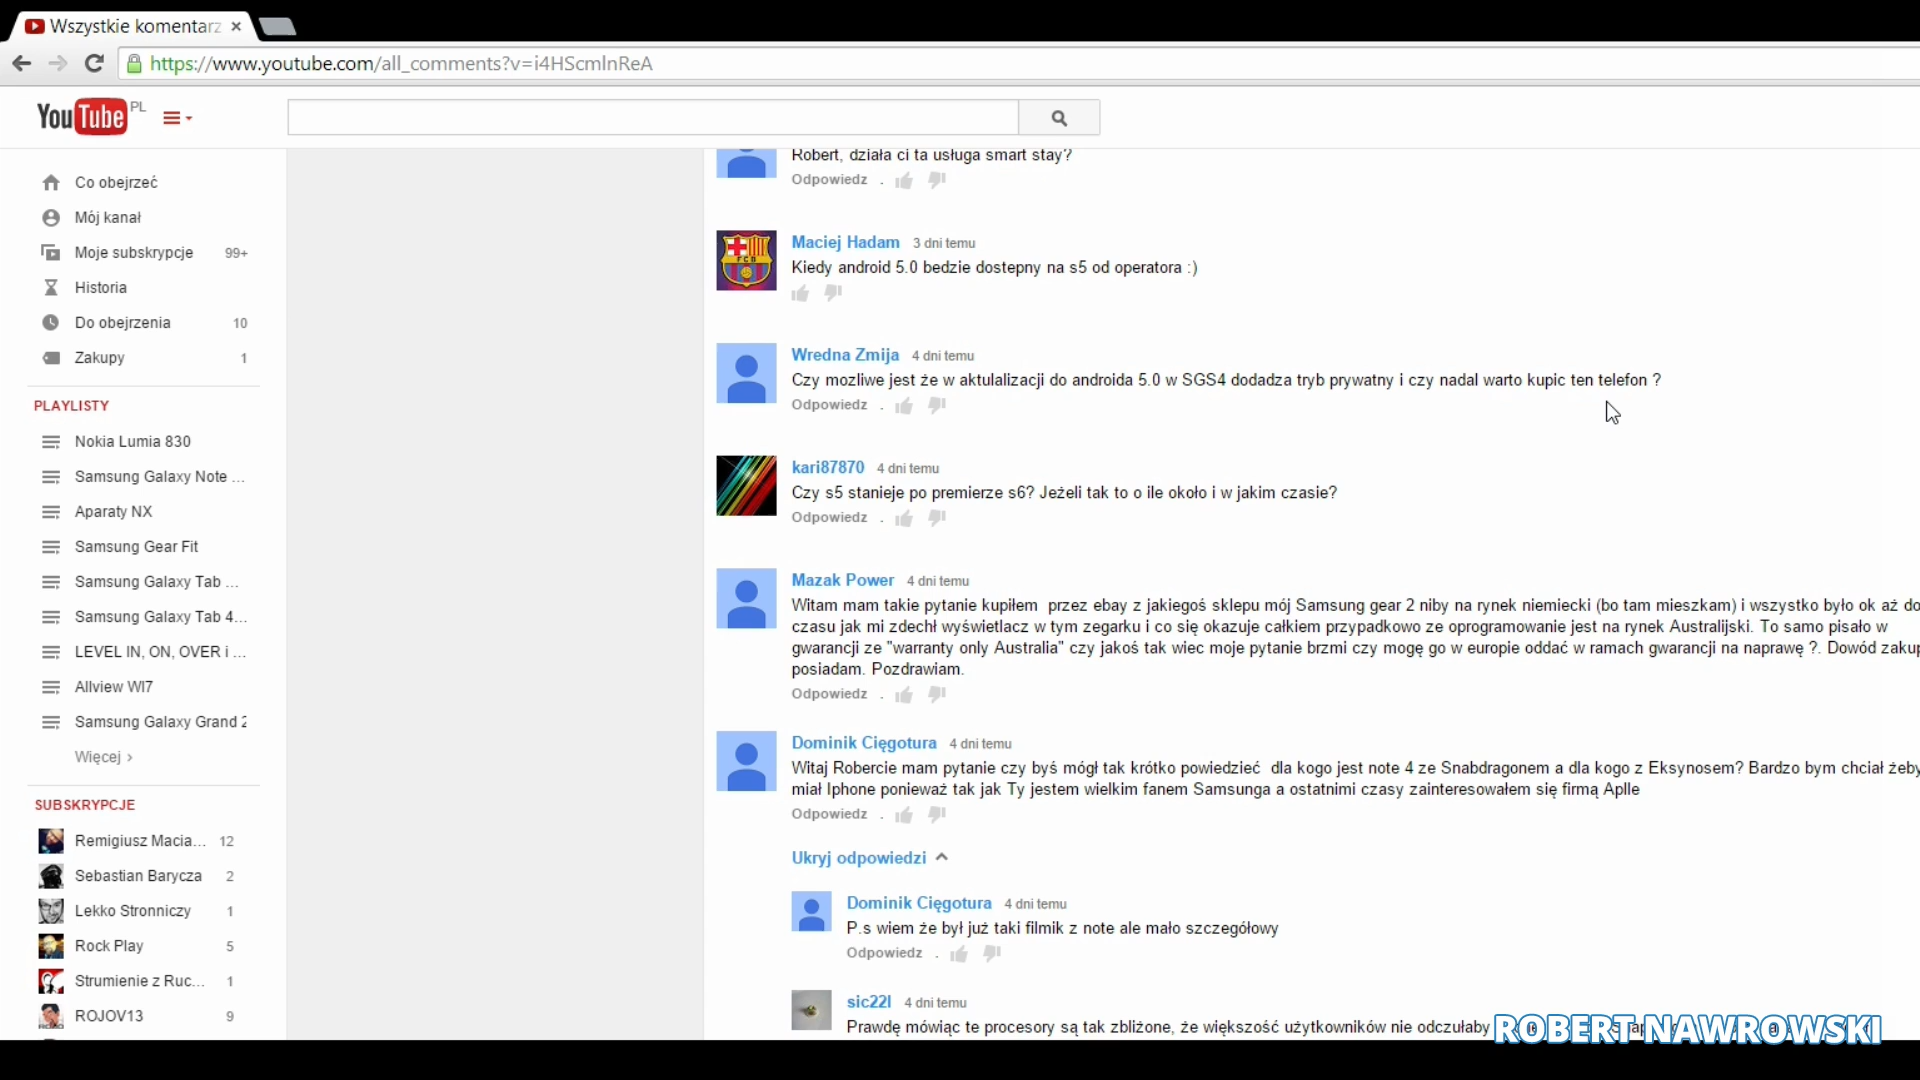 Wszystkie komentarz
https://www.youtube.com/all_comments?v=i4HScmlnReA
YouTube PL
Co obejrzeć
Mój kanał
Moje subskrypcje 99+
Historia
Do obejrzenia 10
Zakupy 1
PLAYLISTY
Nokia Lumia 830
Samsung Galaxy Note ...
Aparaty NX
Samsung Gear Fit
Samsung Galaxy Tab ...
Samsung Galaxy Tab 4...
LEVEL IN, ON, OVER i ...
Allview WI7
Samsung Galaxy Grand 2
Więcej ›
SUBSKRYPCJE
Remigiusz Macia... 12
Sebastian Barycza 2
Lekko Stronniczy 1
Rock Play 5
Strumienie z Ruc... 1
ROJOV13 9
Robert, działa ci ta usługa smart stay?
Odpowiedz .
Maciej Hadam 3 dni temu
Kiedy android 5.0 bedzie dostepny na s5 od operatora :)
Wredna Zmija 4 dni temu
Czy mozliwe jest że w aktulalizacji do androida 5.0 w SGS4 dodadza tryb prywatny i czy nadal warto kupic ten telefon ?
Odpowiedz .
kari87870 4 dni temu
Czy s5 stanieje po premierze s6? Jeżeli tak to o ile około i w jakim czasie?
Odpowiedz .
Mazak Power 4 dni temu
Witam mam takie pytanie kupiłem przez ebay z jakiegoś sklepu mój Samsung gear 2 niby na rynek niemiecki (bo tam mieszkam) i wszystko było ok aż do
czasu jak mi zdechł wyświetlacz w tym zegarku i co się okazuje całkiem przypadkowo ze oprogramowanie jest na rynek Australijski. To samo pisało w
gwarancji ze "warranty only Australia" czy jakoś tak wiec moje pytanie brzmi czy mogę go w europie oddać w ramach gwarancji na naprawę ?. Dowód zakup
posiadam. Pozdrawiam.
Odpowiedz .
Dominik Cięgotura 4 dni temu
Witaj Robercie mam pytanie czy byś mógł tak krótko powiedzieć dla kogo jest note 4 ze Snabdragonem a dla kogo z Eksynosem? Bardzo bym chciał żeby
miał Iphone ponieważ tak jak Ty jestem wielkim fanem Samsunga a ostatnimi czasy zainteresowałem się firmą Aplle
Odpowiedz .
Ukryj odpowiedzi
Dominik Cięgotura 4 dni temu
P.s wiem że był już taki filmik z note ale mało szczegółowy
Odpowiedz .
sic22l 4 dni temu
Prawdę mówiąc te procesory są tak zbliżone, że większość użytkowników nie odczułaby
ROBERT NAWROWSKI